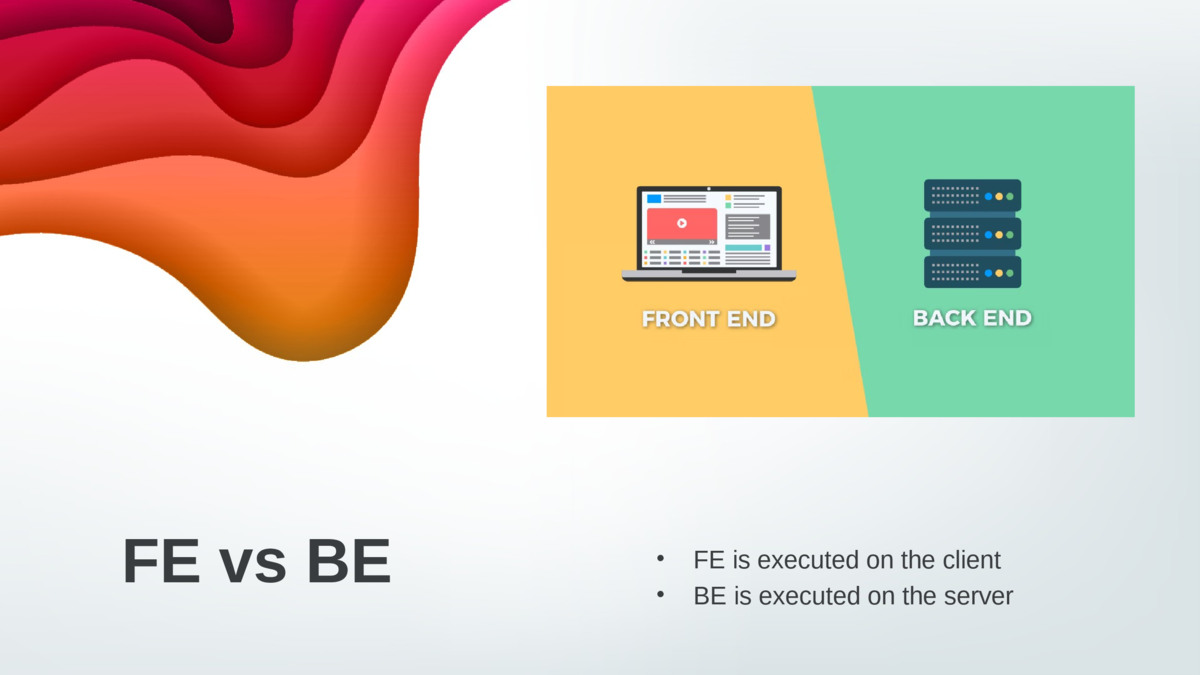 FRONT END
BACK END
FE vs BE
• FE is executed on the client
• BE is executed on the server